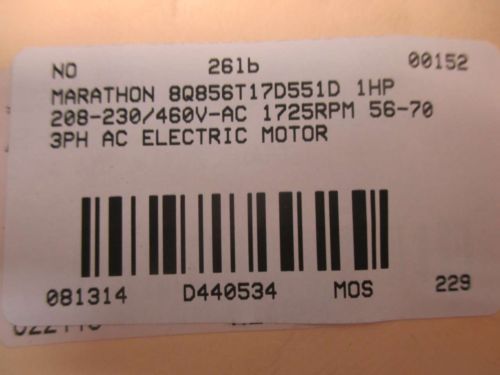 NO 261b 00152
MARATHON 8Q856T17D551D 1HP
208-230/460V-AC 1725RPM 56-70
3PH AC ELECTRIC MOTOR
081314 D440534 MOS 229